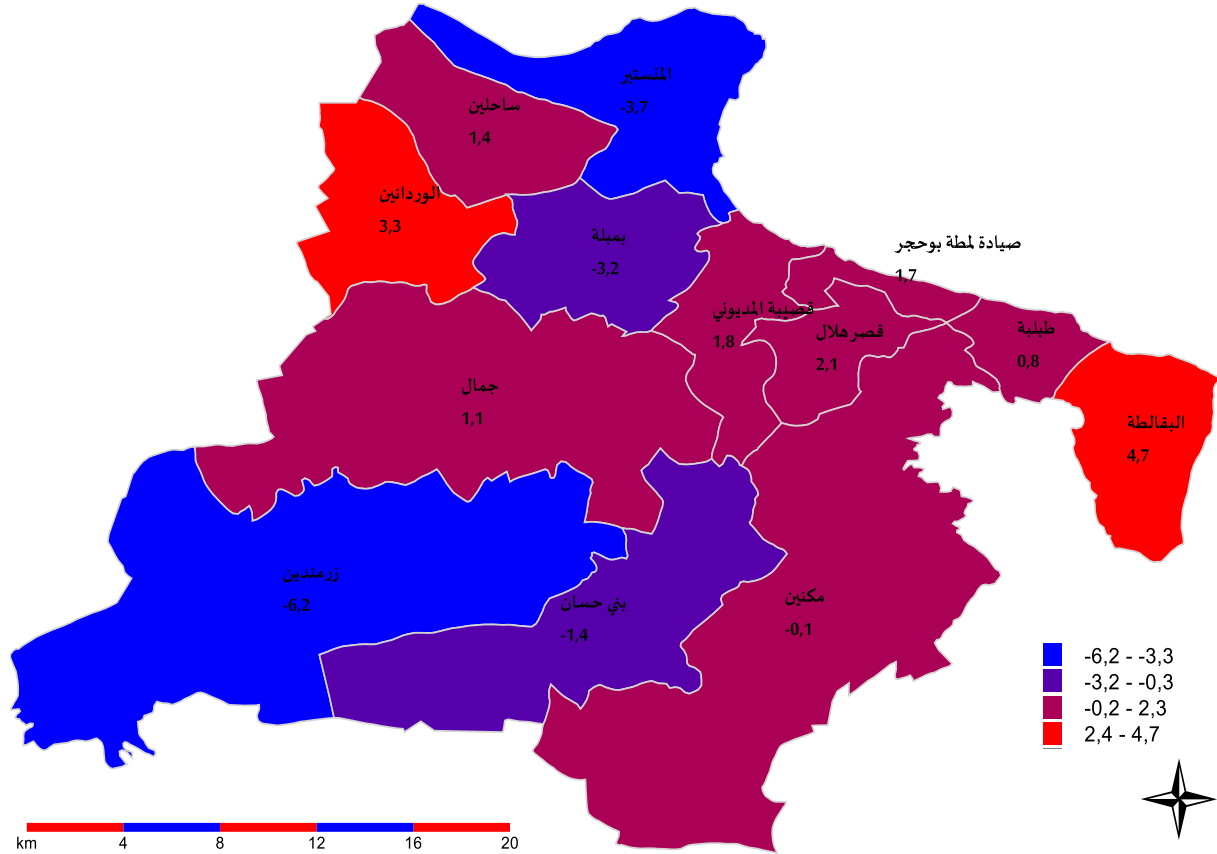 المنستير
-3,7
ساحلين
1,4
الوردانين
3,3
بمبلة
-3,2
صيادة لمطة بوحجر
1,7
قصيبة المديوني
1,8
قصرهلال
2,1
طبلبة
0,8
جمال
1,1
البقالطة
4,7
زرمندين
-6,2
بني حسان
-1,4
مكنين
-0,1
-6,2 - -3,3
-3,2 - -0,3
-0,2 - 2,3
2,4 - 4,7
km 4 8 12 16 20